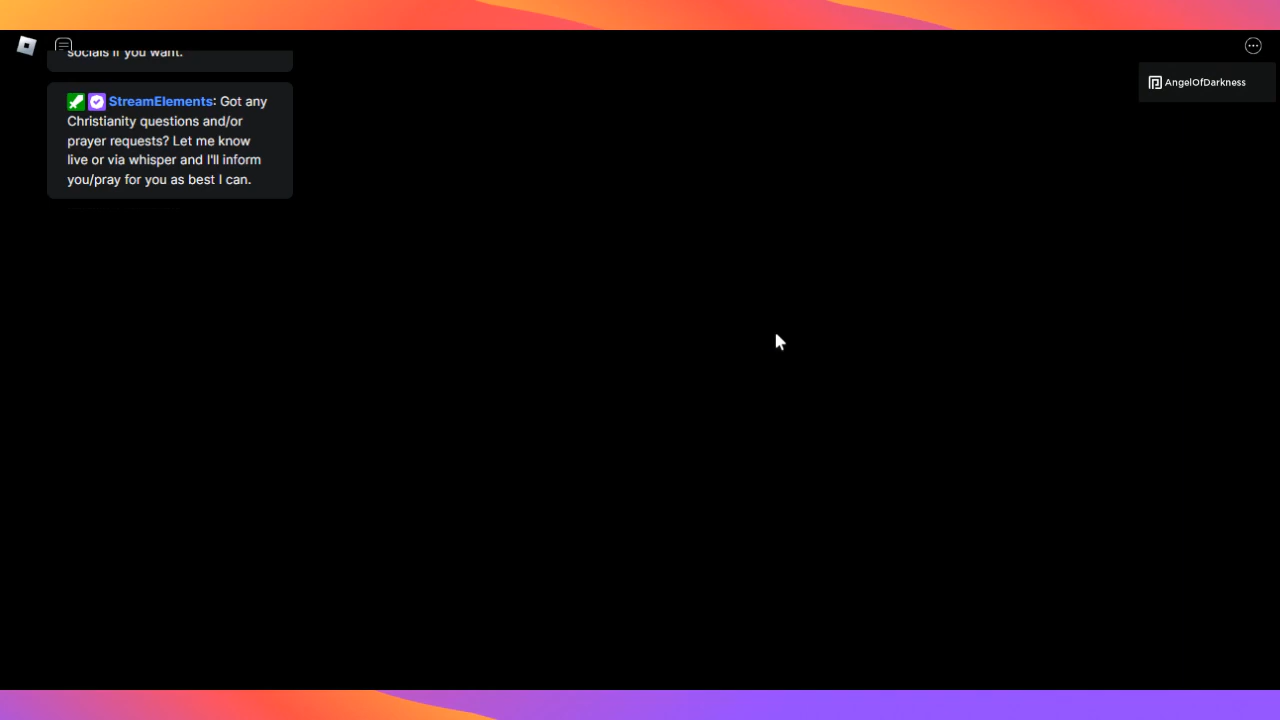 socials if you want.
StreamElements: Got any
Christianity questions and/or
prayer requests? Let me know
live or via whisper and I'll inform
you/pray for you as best I can.
AngelOfDarkness